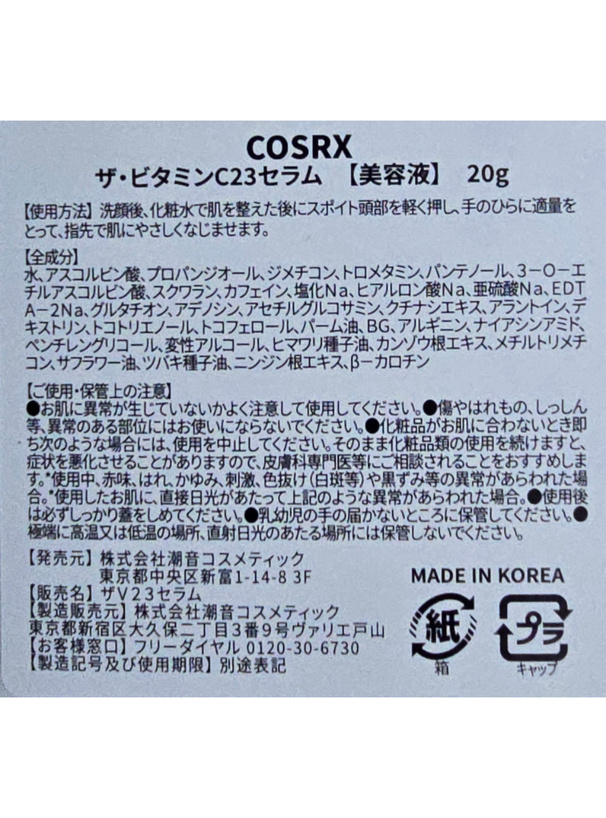 COSRX
ザ・ビタミンC23セラム 【美容液】 20g
【使用方法】洗顔後、化粧水で肌を整えた後にスポイト頭部を軽く押し、手のひらに適量を
とって、指先で肌にやさしくなじませます。
【全成分】
水、アスコルビン酸、プロパンジオール、ジメチコン、トロメタミン、パンテノール、3-O-エ
チルアスコルビン酸、スクワラン、カフェイン、塩化Na、ヒアルロン酸Na、亜硫酸Na、EDT
A-2Na、グルタチオン、アデノシン、アセチルグルコサミン、クチナシエキス、アラントイン、デ
キストリン、トコトリエノール、トコフェロール、パーム油、BG、アルギニン、ナイアシンアミド、
ペンチレングリコール、変性アルコール、ヒマワリ種子油、カンゾウ根エキス、メチルトリメチ
コン、サフラワー油、ツバキ種子油、ニンジン根エキス、β-カロチン
【ご使用・保管上の注意】
●お肌に異常が生じていないかよく注意して使用してください。●傷やはれもの、しっしん
等、異常のある部位にはお使いにならないでください。●化粧品がお肌に合わないとき即
ち次のような場合には、使用を中止してください。そのまま化粧品類の使用を続けますと、
症状を悪化させることがありますので、皮膚科専門医等にご相談されることをおすすめしま
す。*使用中、赤味、はれ、かゆみ、刺激、色抜け(白斑等)や黒ずみ等の異常があらわれた場
合。*使用したお肌に、直接日光があたって上記のような異常があらわれた場合。●使用後
は必ずしっかり蓋をしめてください。●乳幼児の手の届かないところに保管してください。●
極端に高温又は低温の場所、直射日光のあたる場所には保管しないでください。
【発売元】株式会社潮音コスメティック
東京都中央区新富1-14-8 3F
【販売名】ザV23セラム
【製造販売元】株式会社潮音コスメティック
東京都新宿区大久保二丁目3番9号ヴァリエ戸山
【お客様窓口】フリーダイヤル 0120-30-6730
【製造記号及び使用期限】別途表記
MADE IN KOREA
紙 プラ
箱 キャップ